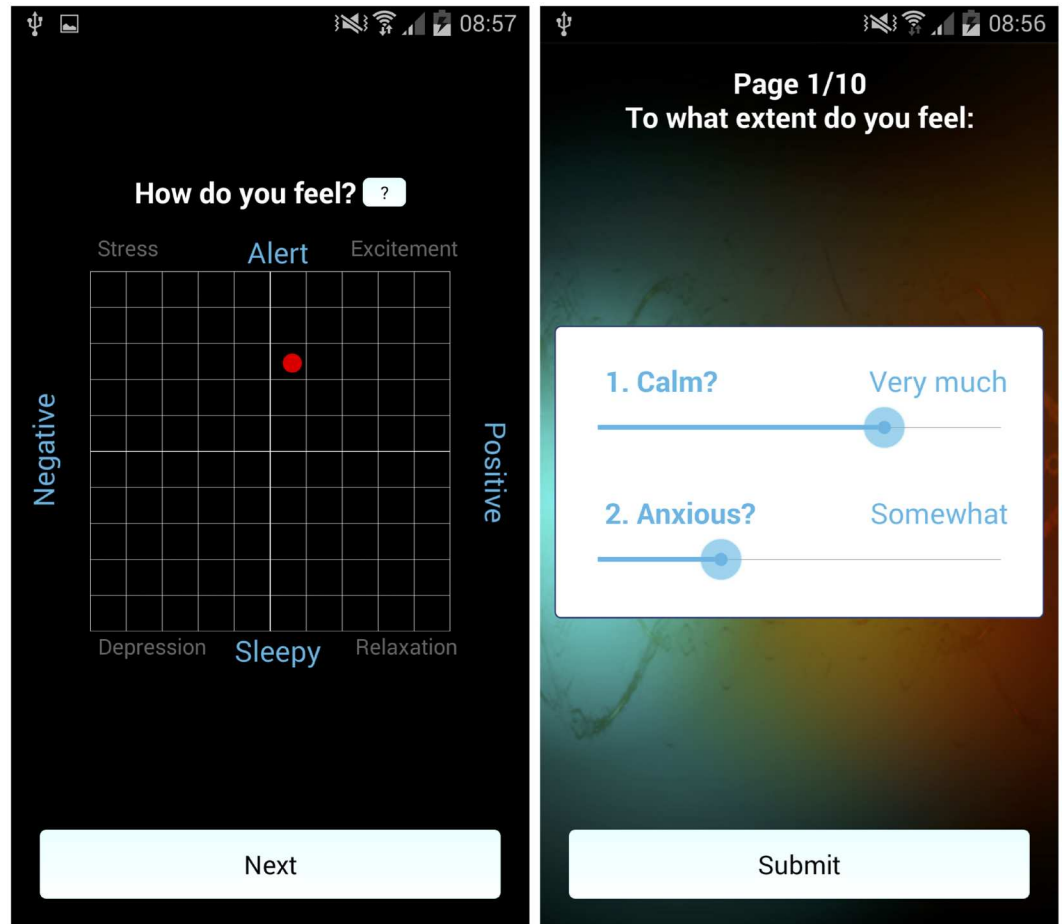 08:57
How do you feel? ?
Stress Alert Excitement
Negative
Positive
Depression Sleepy Relaxation
Next
08:56
Page 1/10
To what extent do you feel:
1. Calm? Very much
2. Anxious? Somewhat
Submit